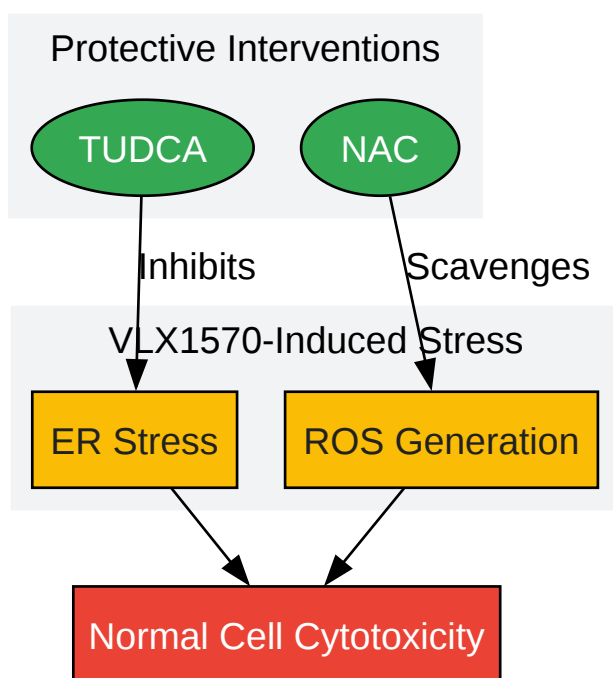 Protective Interventions
TUDCA
NAC
Inhibits
Scavenges
VLX1570-Induced Stress
ER Stress
ROS Generation
Normal Cell Cytotoxicity